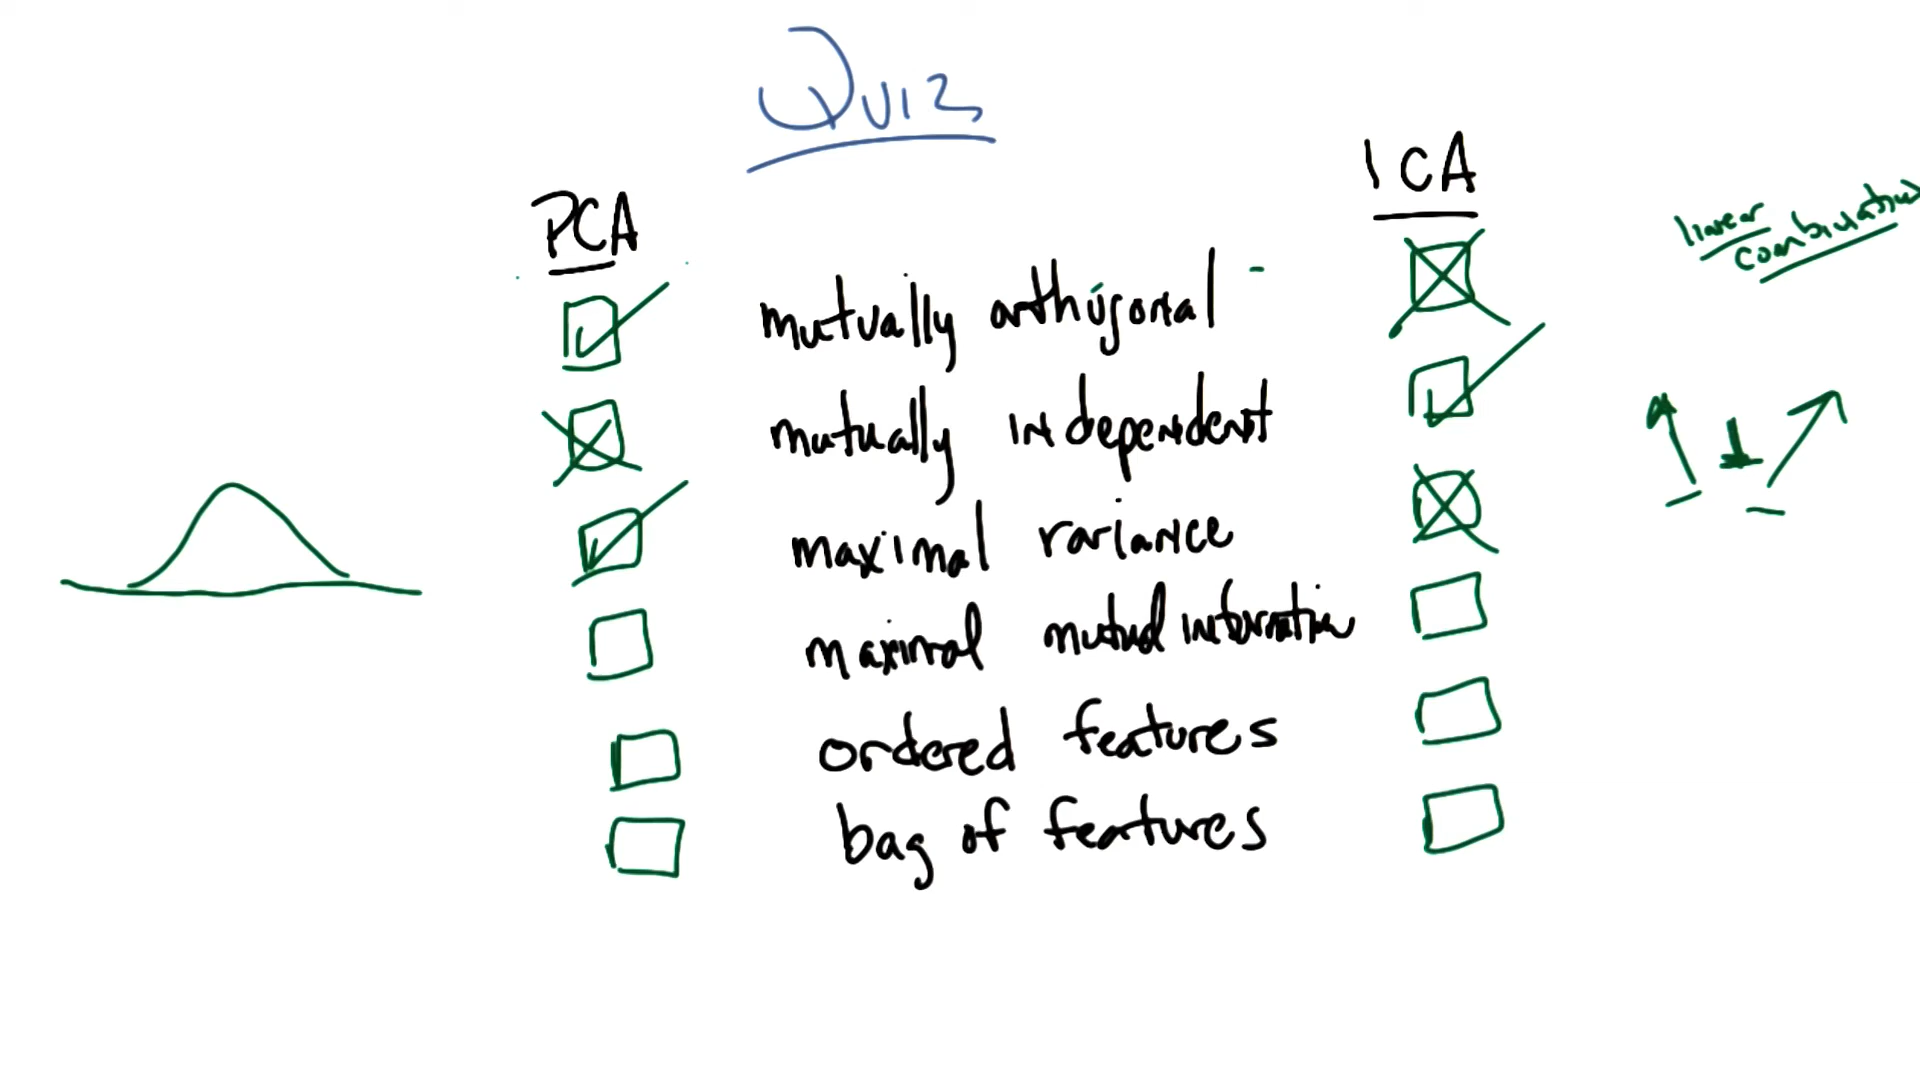 Quiz
PCA
ICA
linear
combination
mutually orthogonal
mutually independent
maximal variance
maximal mutual information
ordered features
bag of features